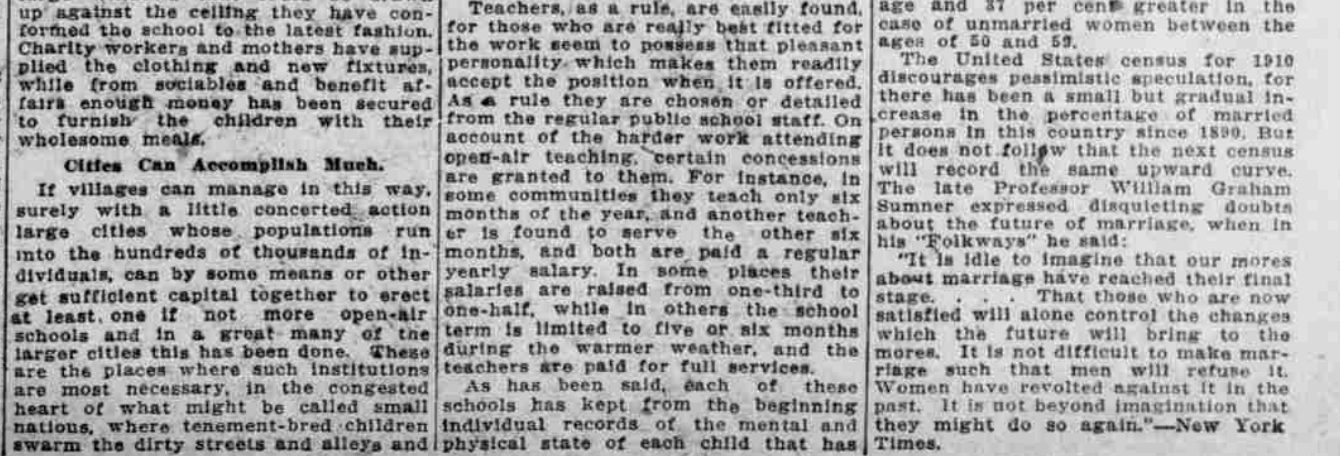 up against the ceiling they have con-
formed the school to the latest fashion.
Charity workers and mothers have sup-
plied the clothing and new fixtures,
while from sociables and benefit af-
fairs enough money has been secured
to furnish the children with their
wholesome meals.
Cities Can Accomplish Much.
If villages can manage in this way,
surely with a little concerted action
large cities whose populations run
into the hundreds of thousands of in-
dividuals, can by some means or other
get sufficient capital together to erect
at least one if not more open-air
schools and in a great many of the
larger cities this has been done. These
are the places where such institutions
are most necessary, in the congested
heart of what might be called small
nations, where tenement-bred children
swarm the dirty streets and alleys and
Teachers, as a rule, are easily found,
for those who are really best fitted for
the work seem to possess that pleasant
personality which makes them readily
accept the position when it is offered.
As a rule they are chosen or detailed
from the regular public school staff. On
account of the harder work attending
open-air teaching, certain concessions
are granted to them. For instance, in
some communities they teach only six
months of the year, and another teach-
er is found to serve the other six
months, and both are paid a regular
yearly salary. In some places their
salaries are raised from one-third to
one-half, while in others the school
term is limited to five or six months
during the warmer weather, and the
teachers are paid for full services.
As has been said, each of these
schools has kept from the beginning
individual records of the mental and
physical state of each child that has
age and 37 per cent greater in the
case of unmarried women between the
ages of 50 and 59.
The United States census for 1910
discourages pessimistic speculation, for
there has been a small but gradual in-
crease in the percentage of married
persons in this country since 1890. But
it does not follow that the next census
will record the same upward curve.
The late Professor William Graham
Sumner expressed disquieting doubts
about the future of marriage, when in
his "Folkways" he said:
"It is idle to imagine that our mores
about marriage have reached their final
stage. . . . That those who are now
satisfied will alone control the changes
which the future will bring to the
mores. It is not difficult to make mar-
riage such that men will refuse it.
Women have revolted against it in the
past. It is not beyond imagination that
they might do so again."—New York
Times.